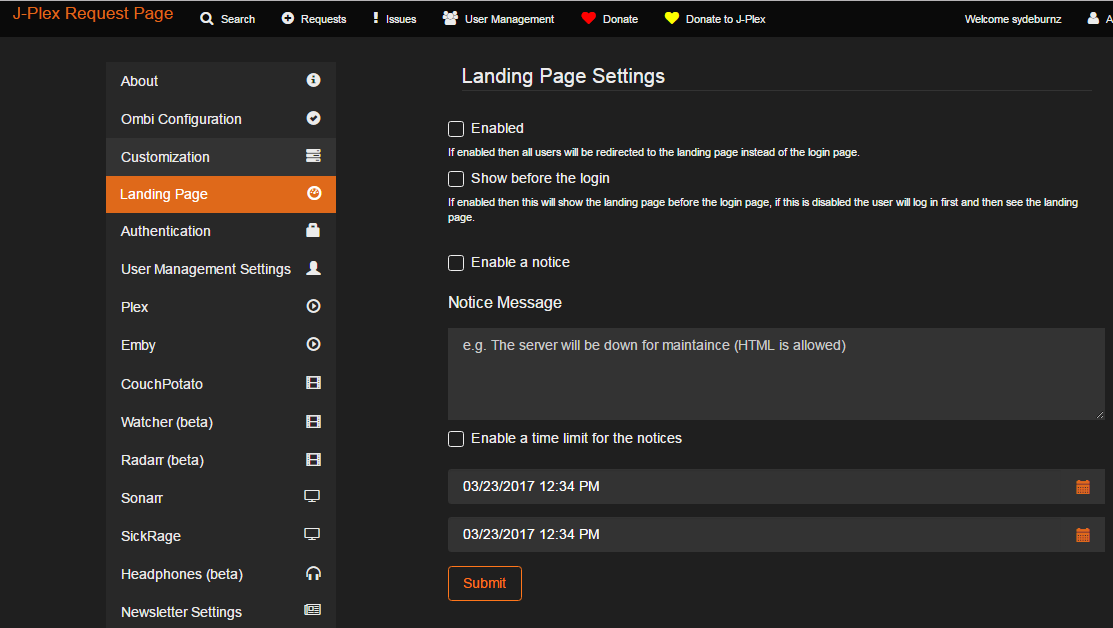 J-Plex Request Page Search Requests Issues User Management Donate Donate to J-Plex Welcome sydeburnz A
About
Ombi Configuration
Customization
Landing Page
Authentication
User Management Settings
Plex
Emby
CouchPotato
Watcher (beta)
Radarr (beta)
Sonarr
SickRage
Headphones (beta)
Newsletter Settings
Landing Page Settings
Enabled
If enabled then all users will be redirected to the landing page instead of the login page.
Show before the login
If enabled then this will show the landing page before the login page, if this is disabled the user will log in first and then see the landing
page.
Enable a notice
Notice Message
e.g. The server will be down for maintaince (HTML is allowed)
Enable a time limit for the notices
03/23/2017 12:34 PM
03/23/2017 12:34 PM
Submit